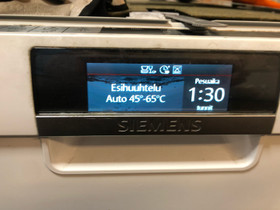 Esihuuhtelu
Auto 45°-65°C
Pesuaika
1:30
tunnit
SIEMENS